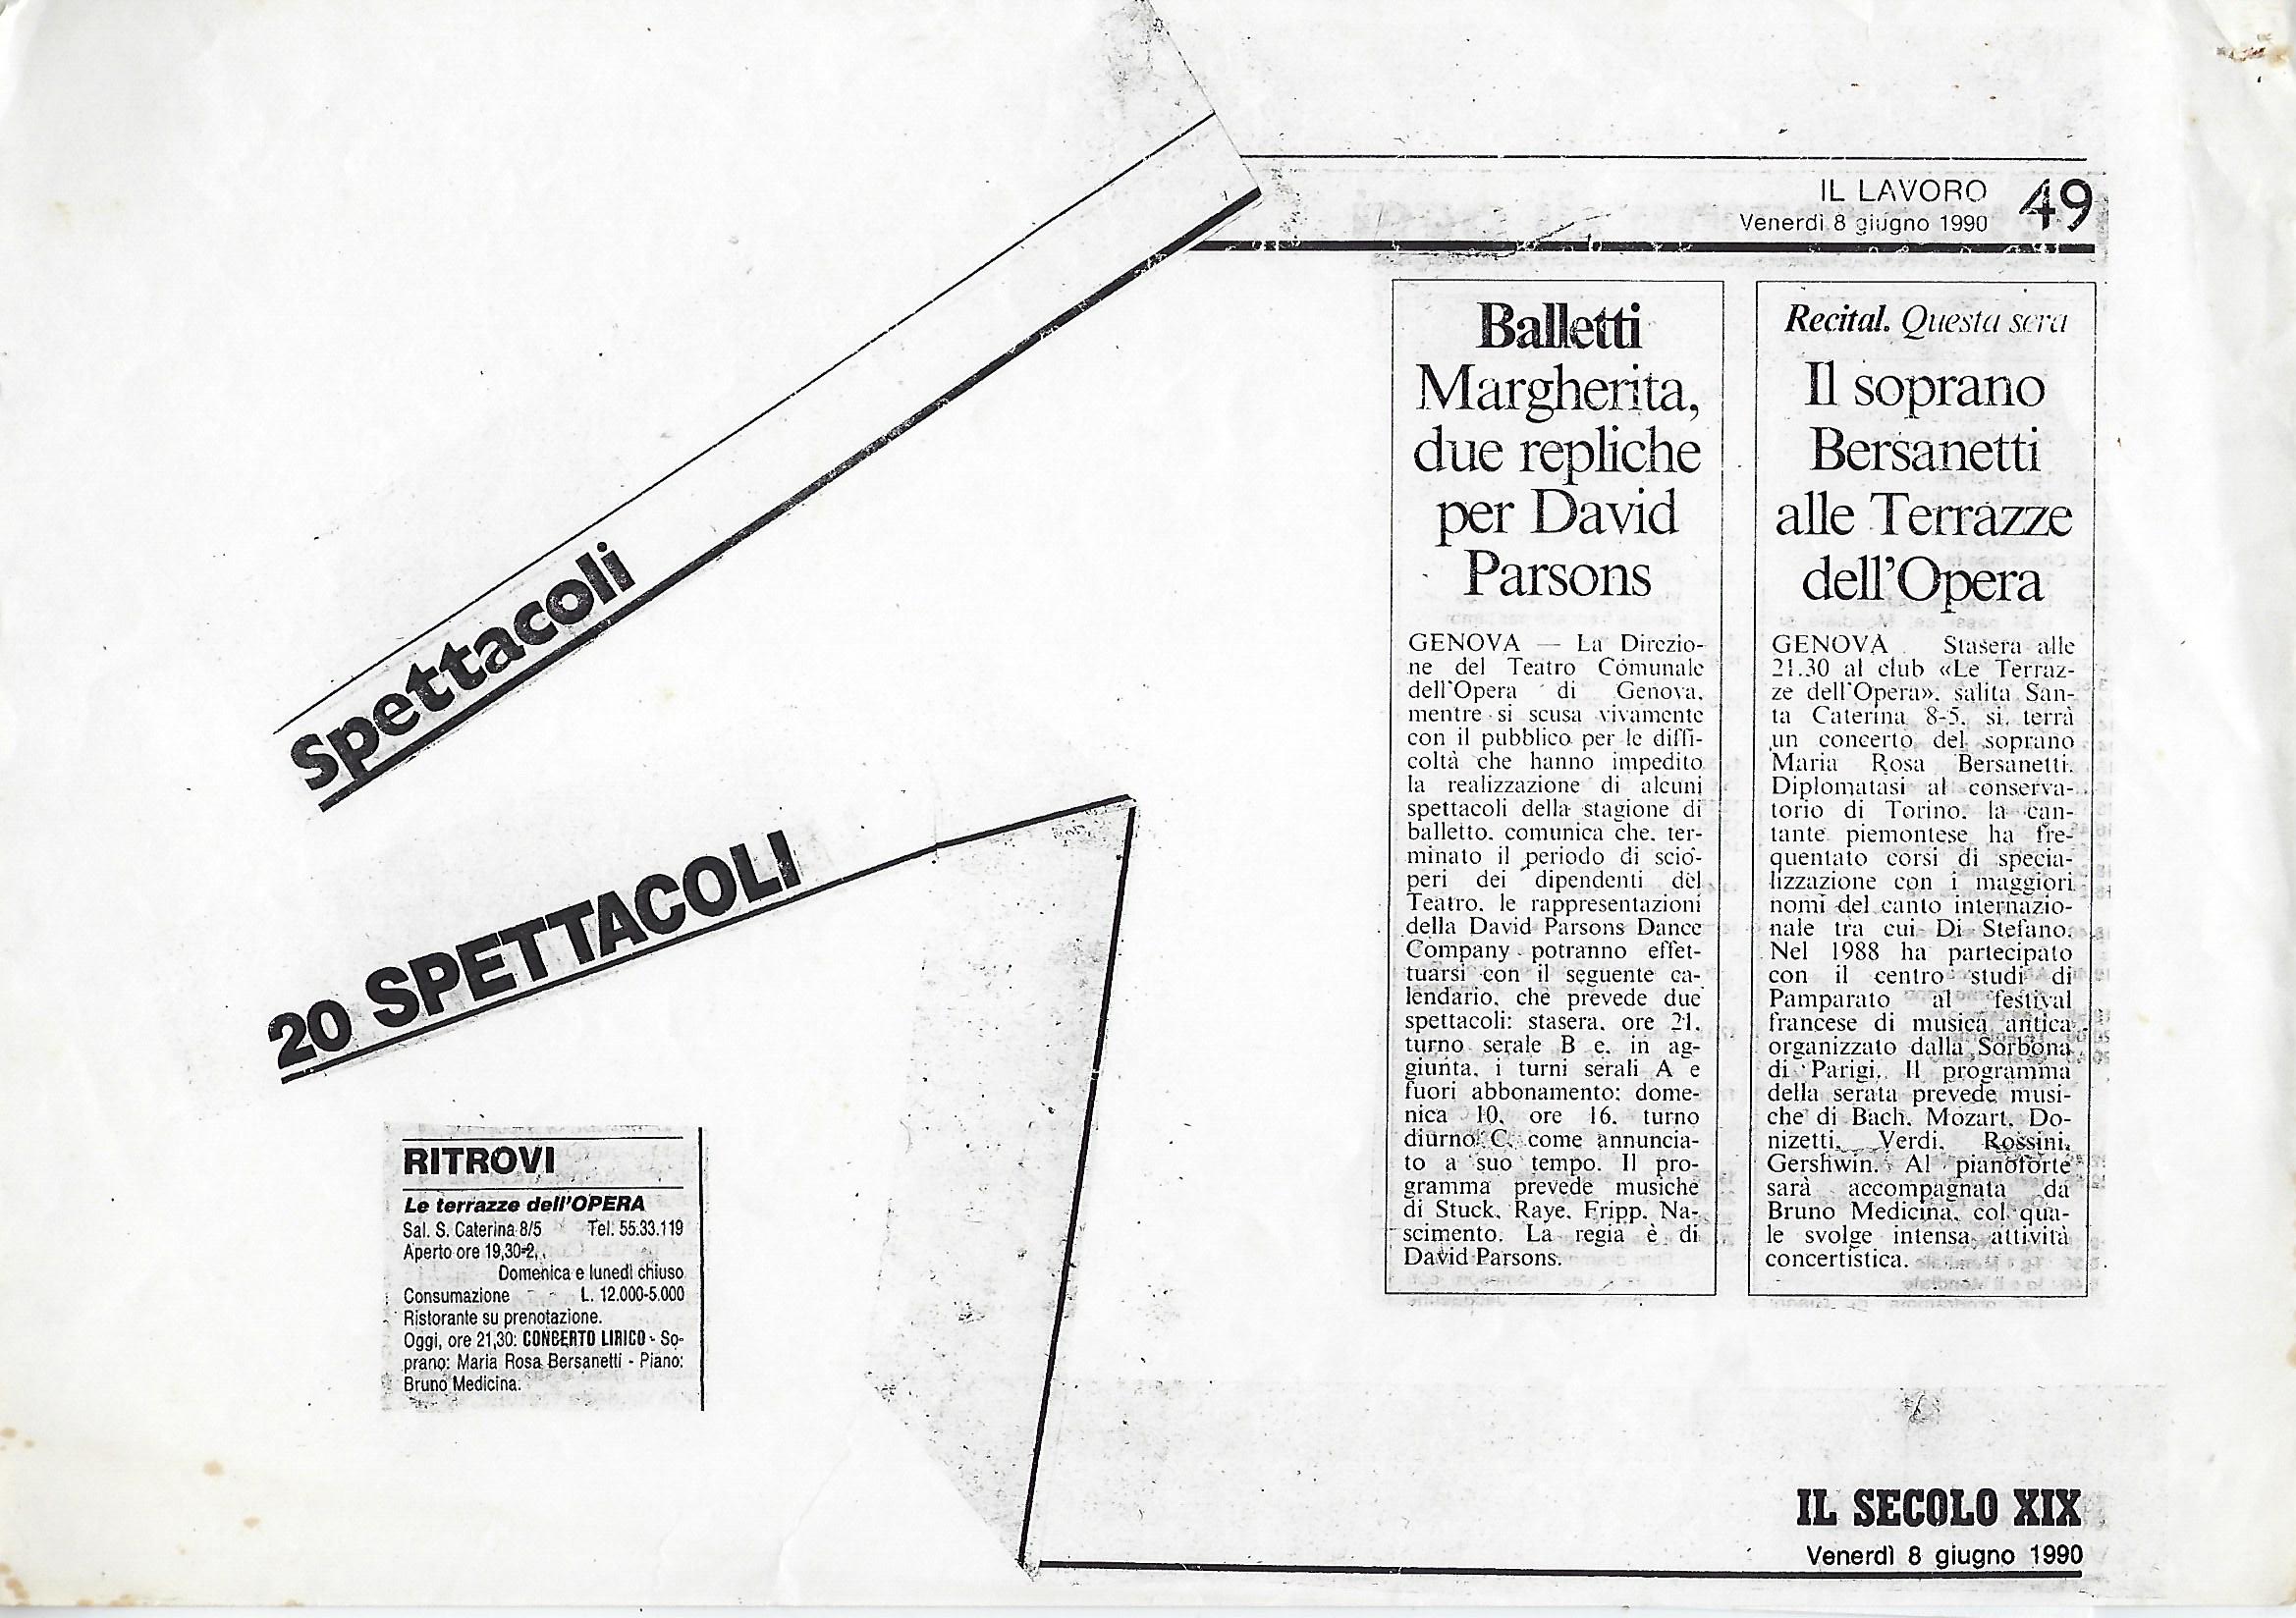 IL LAVORO 49
Venerdì 8 giugno 1990
Spettacoli
Balletti
Margherita,
due repliche
per David
Parsons
GENOVA — La Direzio-
ne del Teatro Comunale
dell'Opera di Genova,
mentre si scusa vivamente
con il pubblico per le diffi-
coltà che hanno impedito
la realizzazione di alcuni
spettacoli della stagione di
balletto, comunica che, ter-
minato il periodo di scio-
peri dei dipendenti del
Teatro, le rappresentazioni
della David Parsons Dance
Company potranno effet-
tuarsi con il seguente ca-
lendario, che prevede due
spettacoli: stasera, ore 21,
turno serale B e, in ag-
giunta, i turni serali A e
fuori abbonamento; dome-
nica 10, ore 16, turno
diurno C, come annuncia-
to a suo tempo. Il pro-
gramma prevede musiche
di Stuck, Raye, Fripp, Na-
scimento. La regia è di
David Parsons.
Recital. Questa sera
Il soprano
Bersanetti
alle Terrazze
dell'Opera
GENOVA Stasera alle
21.30 al club «Le Terraz-
ze dell'Opera», salita San-
ta Caterina 8-5, si terrà
un concerto del soprano
Maria Rosa Bersanetti.
Diplomatasi al conserva-
torio di Torino, la can-
tante piemontese ha fre-
quentato corsi di specia-
lizzazione con i maggiori
nomi del canto internazio-
nale tra cui Di Stefano.
Nel 1988 ha partecipato
con il centro studi di
Pamparato al festival
francese di musica antica
organizzato dalla Sorbona
di Parigi. Il programma
della serata prevede musi-
che di Bach, Mozart, Do-
nizetti, Verdi, Rossini,
Gershwin. Al pianoforte
sarà accompagnata da
Bruno Medicina, col qua-
le svolge intensa attività
concertistica.
20 SPETTACOLI
RITROVI
Le terrazze dell'OPERA
Sal. S. Caterina 8/5 Tel. 55.33.119
Aperto ore 19,30-2,
Domenica e lunedì chiuso
Consumazione L. 12.000-5.000
Ristorante su prenotazione.
Oggi, ore 21,30: CONCERTO LIRICO - So-
prano: Maria Rosa Bersanetti - Piano:
Bruno Medicina.
IL SECOLO XIX
Venerdì 8 giugno 1990